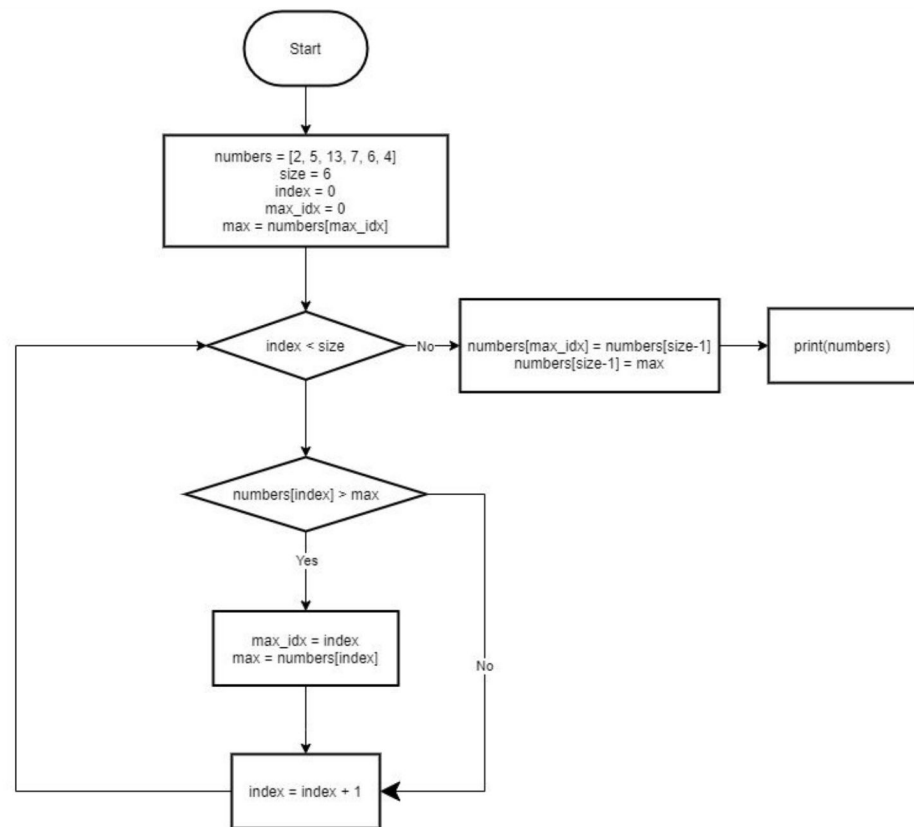 Start
numbers = [2, 5, 13, 7, 6, 4]
size = 6
index = 0
max_idx = 0
max = numbers[max_idx]
index < size
No
numbers[max_idx] = numbers[size-1]
numbers[size-1] = max
print(numbers)
numbers[index] > max
Yes
max_idx = index
max = numbers[index]
No
index = index + 1